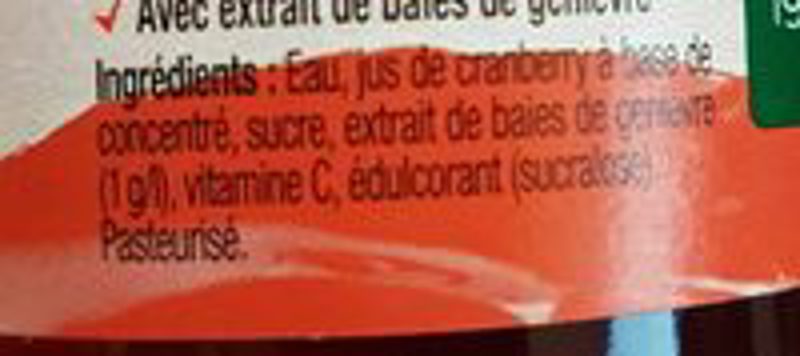 Avec extrait de baies de genièvre
Ingrédients : Eau, jus de cranberry à base de
concentré, sucre, extrait de baies de genièvre
(1 g/l), vitamine C, édulcorant (sucralose).
Pasteurisé.